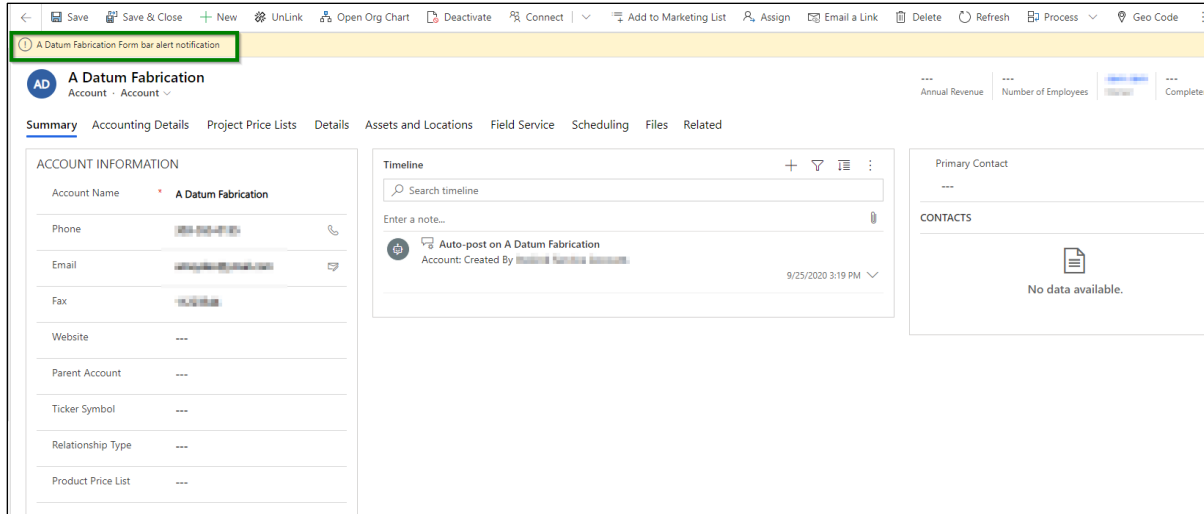 Save Save & Close New UnLink Open Org Chart Deactivate Connect Add to Marketing List Assign Email a Link Delete Refresh Process Geo Code
A Datum Fabrication Form bar alert notification
AD
A Datum Fabrication
Account · Account
---
Annual Revenue
---
Number of Employees
---
Complete
Summary Accounting Details Project Price Lists Details Assets and Locations Field Service Scheduling Files Related
ACCOUNT INFORMATION
Account Name * A Datum Fabrication
Phone
Email
Fax
Website ---
Parent Account ---
Ticker Symbol ---
Relationship Type ---
Product Price List ---
Timeline
Search timeline
Enter a note...
Auto-post on A Datum Fabrication
Account: Created By
9/25/2020 3:19 PM
Primary Contact
---
CONTACTS
No data available.